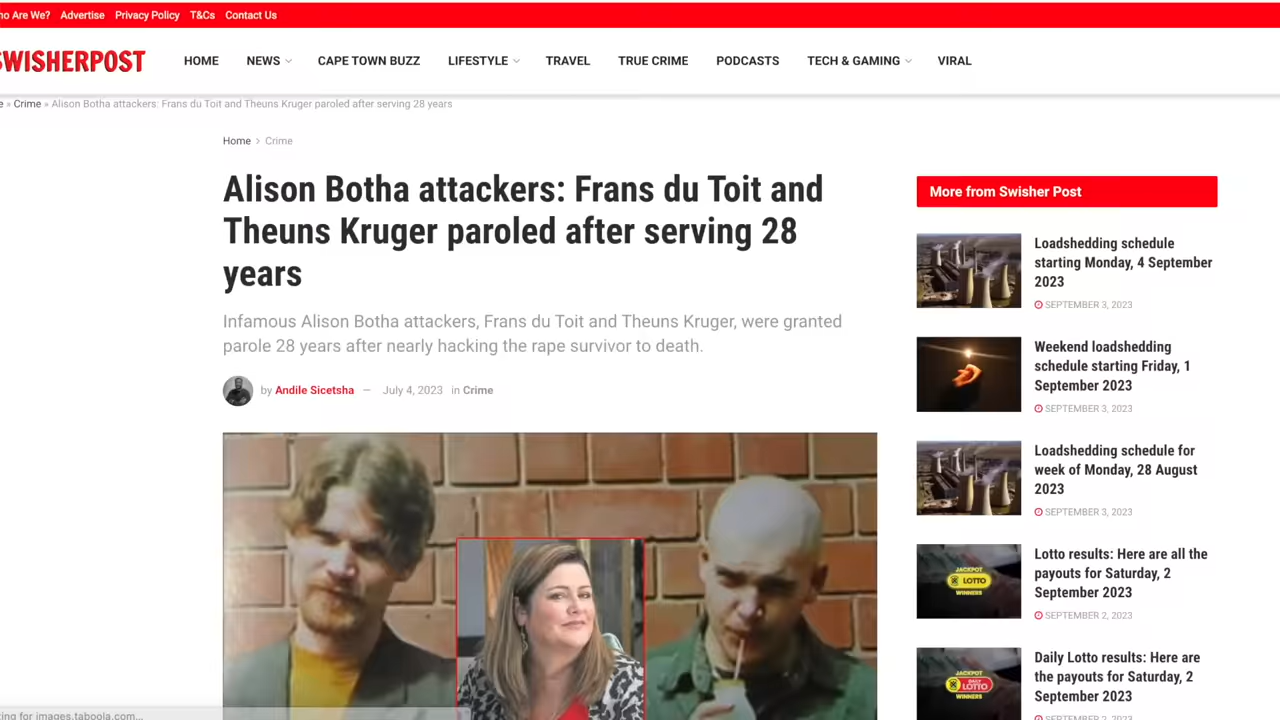 ho Are We? Advertise Privacy Policy T&Cs Contact Us
SWISHERPOST HOME NEWS CAPE TOWN BUZZ LIFESTYLE TRAVEL TRUE CRIME PODCASTS TECH & GAMING VIRAL
e » Crime » Alison Botha attackers: Frans du Toit and Theuns Kruger paroled after serving 28 years
Home > Crime
Alison Botha attackers: Frans du Toit and
Theuns Kruger paroled after serving 28
years
Infamous Alison Botha attackers, Frans du Toit and Theuns Kruger, were granted
parole 28 years after nearly hacking the rape survivor to death.
by Andile Sicetsha — July 4, 2023 in Crime
More from Swisher Post
Loadshedding schedule
starting Monday, 4 September
2023
SEPTEMBER 3, 2023
Weekend loadshedding
schedule starting Friday, 1
September 2023
SEPTEMBER 3, 2023
Loadshedding schedule for
week of Monday, 28 August
2023
SEPTEMBER 3, 2023
JACKPOT
LOTTO
WINNERS
Lotto results: Here are all the
payouts for Saturday, 2
September 2023
SEPTEMBER 2, 2023
JACKPOT
DAILY
LOTTO
WINNERS
Daily Lotto results: Here are
the payouts for Saturday, 2
September 2023
SEPTEMBER 2, 2023
ting for images.taboola.com...